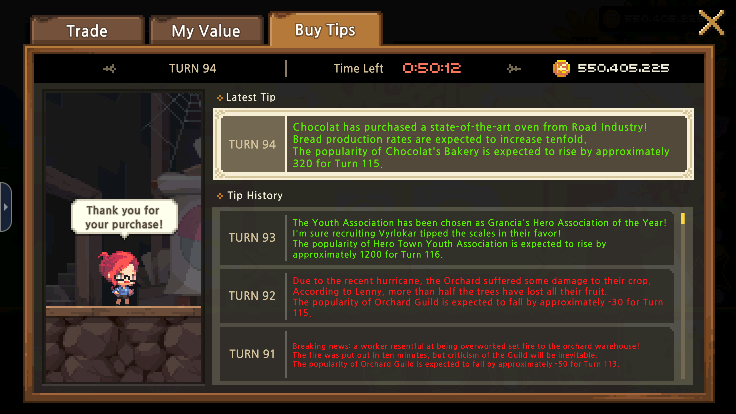 Trade
My Value
Buy Tips
TURN 94
Time Left
0:50:12
550,405,225
Latest Tip
TURN 94
Chocolat has purchased a state-of-the-art oven from Road Industry!
Bread production rates are expected to increase tenfold,
The popularity of Chocolat's Bakery is expected to rise by approximately
320 for Turn 115,
Tip History
Thank you for
your purchase!
TURN 93
The Youth Association has been chosen as Grancia's Hero Association of the Year!
I'm sure recruiting Vyrlokar tipped the scales in their favor!
The popularity of Hero Town Youth Association is expected to rise by
approximately 1200 for Turn 116,
TURN 92
Due to the recent hurricane, the Orchard suffered some damage to their crop,
According to Lenny, more than half the trees have lost all their fruit,
The popularity of Orchard Guild is expected to fall by approximately -30 for Turn
115,
TURN 91
Breaking news: a worker resentful at being overworked set fire to the orchard warehouse!
The fire was put out in ten minutes, but criticism of the Guild will be inevitable,
The popularity of Orchard Guild is expected to fall by approximately -50 for Turn 113,